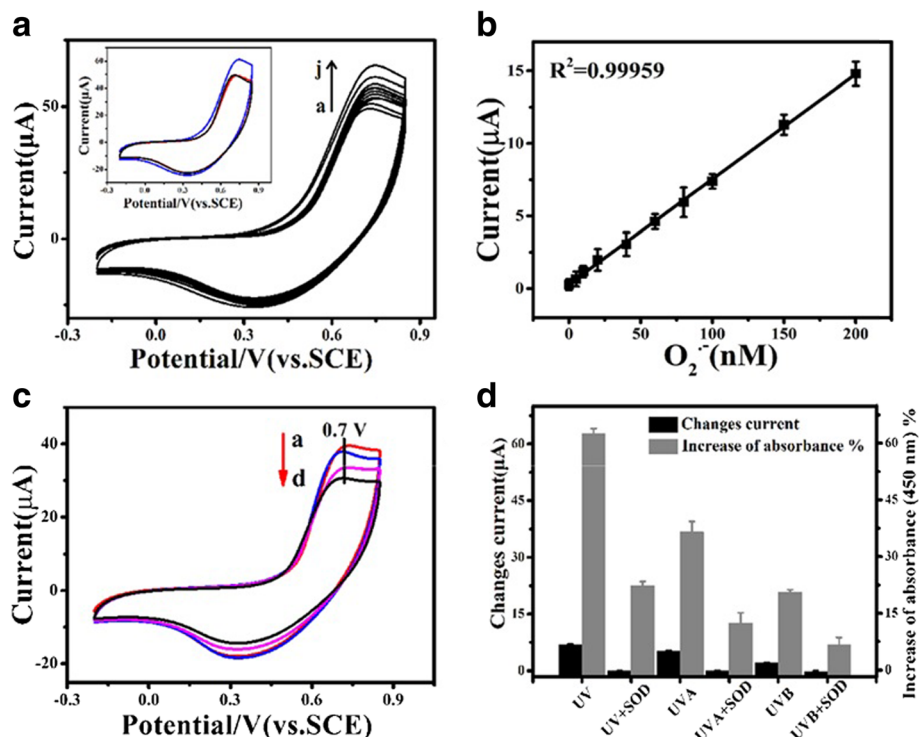 a
Current(μA)
50
0
-0.3
0.0
0.3
0.6
0.9
Potential/V(vs.SCE)
j
a
Current(μA)
60
40
20
0
-20
-0.3
0.0
0.3
0.6
0.9
Potential/V(vs.SCE)
b
R²=0.99959
Current(μA)
15
10
5
0
0
50
100
150
200
O₂·⁻(nM)
c
Current(μA)
40
20
0
-20
a
d
0.7 V
-0.3
0.0
0.3
0.6
0.9
Potential/V(vs.SCE)
d
Changes current
Increase of absorbance %
Changes current(μA)
60
45
30
15
0
Increase of absorbance (450 nm) %
60
45
30
15
0
UV
UV+SOD
UVA
UVA+SOD
UVB
UVB+SOD